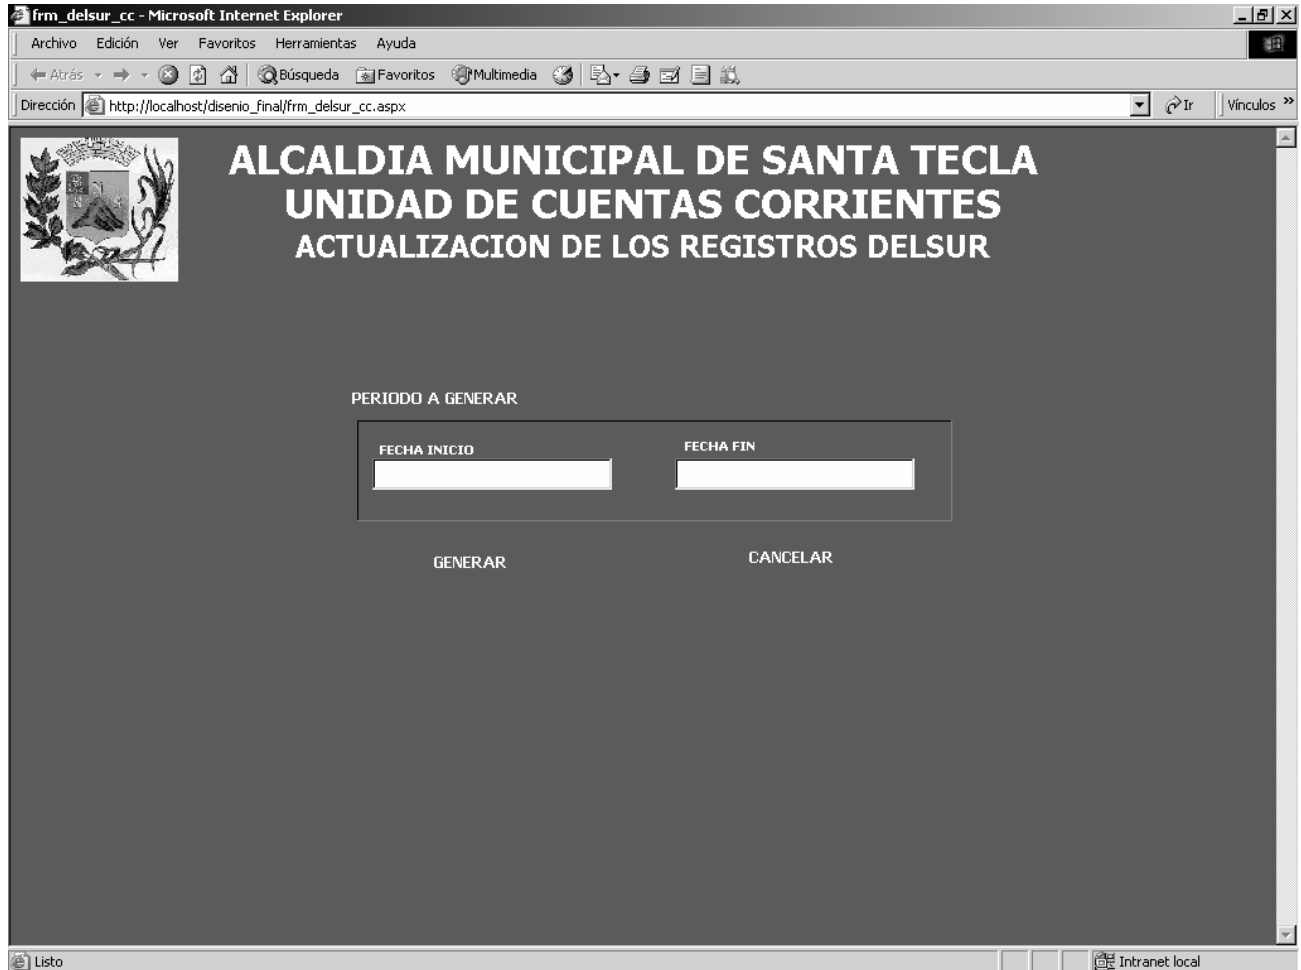 frm_delsur_cc - Microsoft Internet Explorer
Archivo Edición Ver Favoritos Herramientas Ayuda
Atrás Búsqueda Favoritos Multimedia
Dirección http://localhost/disenio_final/frm_delsur_cc.aspx Ir Vínculos »
ALCALDIA MUNICIPAL DE SANTA TECLA
UNIDAD DE CUENTAS CORRIENTES
ACTUALIZACION DE LOS REGISTROS DELSUR
PERIODO A GENERAR
FECHA INICIO FECHA FIN
GENERAR CANCELAR
Listo Intranet local